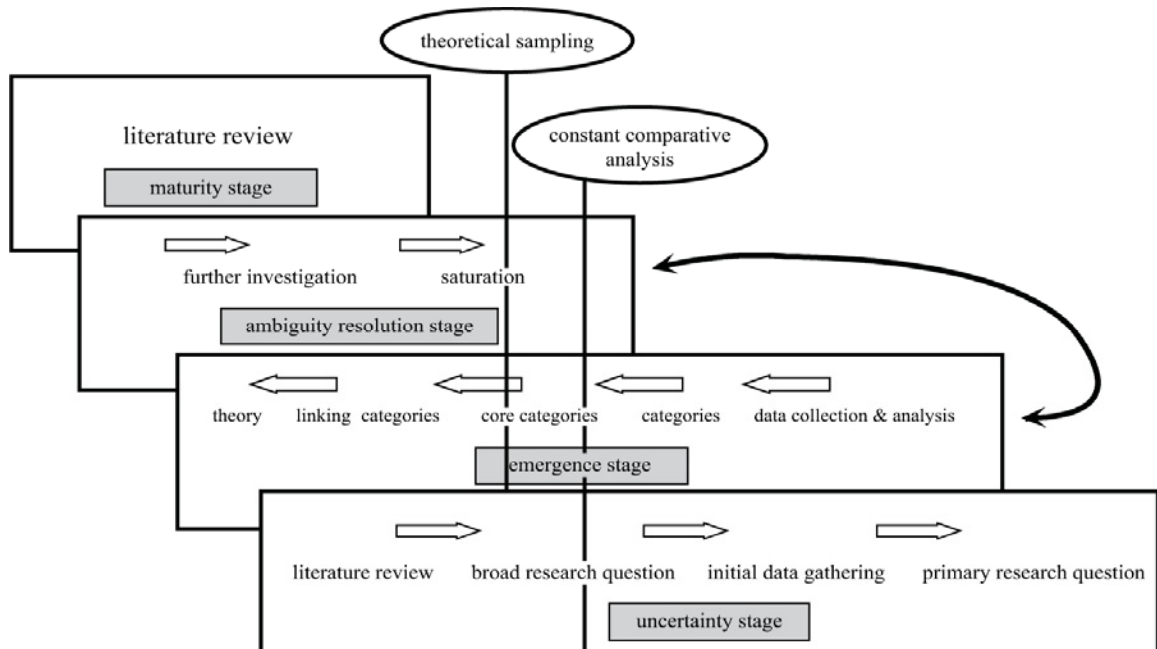 theoretical sampling
constant comparative
analysis
literature review
maturity stage
further investigation saturation
ambiguity resolution stage
theory linking categories core categories categories data collection & analysis
emergence stage
literature review broad research question initial data gathering primary research question
uncertainty stage